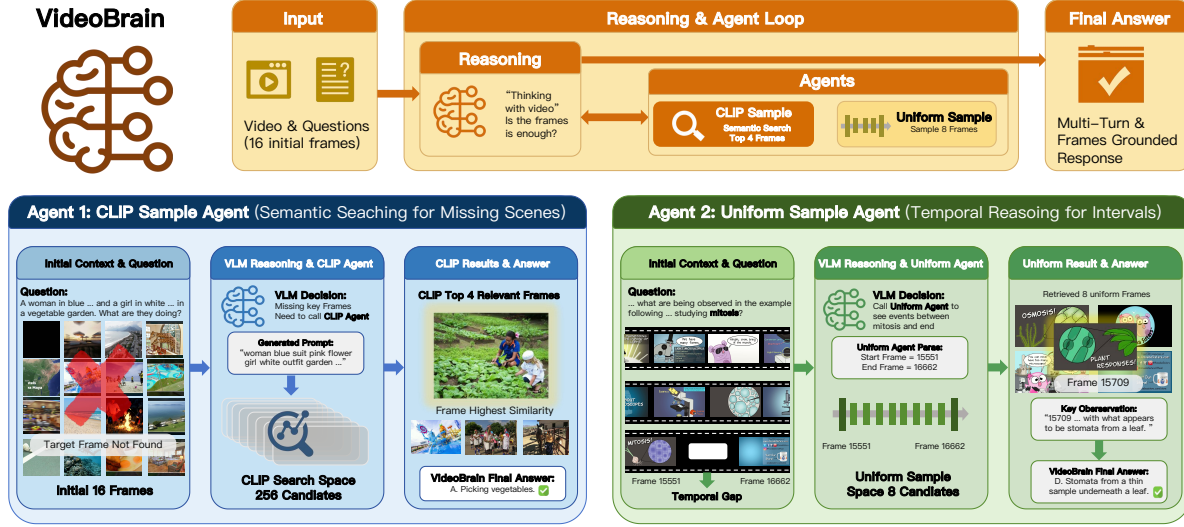 VideoBrain
Input
Video & Questions
(16 initial frames)
Reasoning & Agent Loop
Reasoning
"Thinking
with video"
Is the frames
is enough?
Agents
CLIP Sample
Semantic Search
Top 4 Frames
Uniform Sample
Sample 8 Frames
Final Answer
Multi-Turn &
Frames Grounded
Response
Agent 1: CLIP Sample Agent (Semantic Seaching for Missing Scenes)
Initial Context & Question
Question:
A woman in blue ... and a girl in white ... in
a vegetable garden. What are they doing?
Target Frame Not Found
Initial 16 Frames
VLM Reasoning & CLIP Agent
VLM Decision:
Missing key Frames
Need to call CLIP Agent
Generated Prompt:
"woman blue suit pink flower
girl white outfit garden ..."
CLIP Search Space
256 Candiates
CLIP Results & Answer
CLIP Top 4 Relevant Frames
Frame Highest Similarity
VideoBrain Final Answer:
A. Picking vegetables.
Agent 2: Uniform Sample Agent (Temporal Reasoing for Intervals)
Initial Context & Question
Question:
... what are being observed in the example
following ... studying mitosis?
MITOSIS!
Frame 15551
Frame 16662
Temporal Gap
VLM Reasoning & Uniform Agent
VLM Decision:
Call Uniform Agent to
see events between
mitosis and end
Uniform Agent Paras:
Start Frame = 15551
End Frame = 16662
Frame 15551
Frame 16662
Uniform Sample
Space 8 Candiates
Uniform Result & Answer
Retrieved 8 uniform Frames
OSMOSIS!
PLANT
RESPONSES!
Frame 15709
Key Oberservation:
"15709 ... with what appears
to be stomata from a leaf. "
VideoBrain Final Answer:
D. Stomata from a thin
sample underneath a leaf.